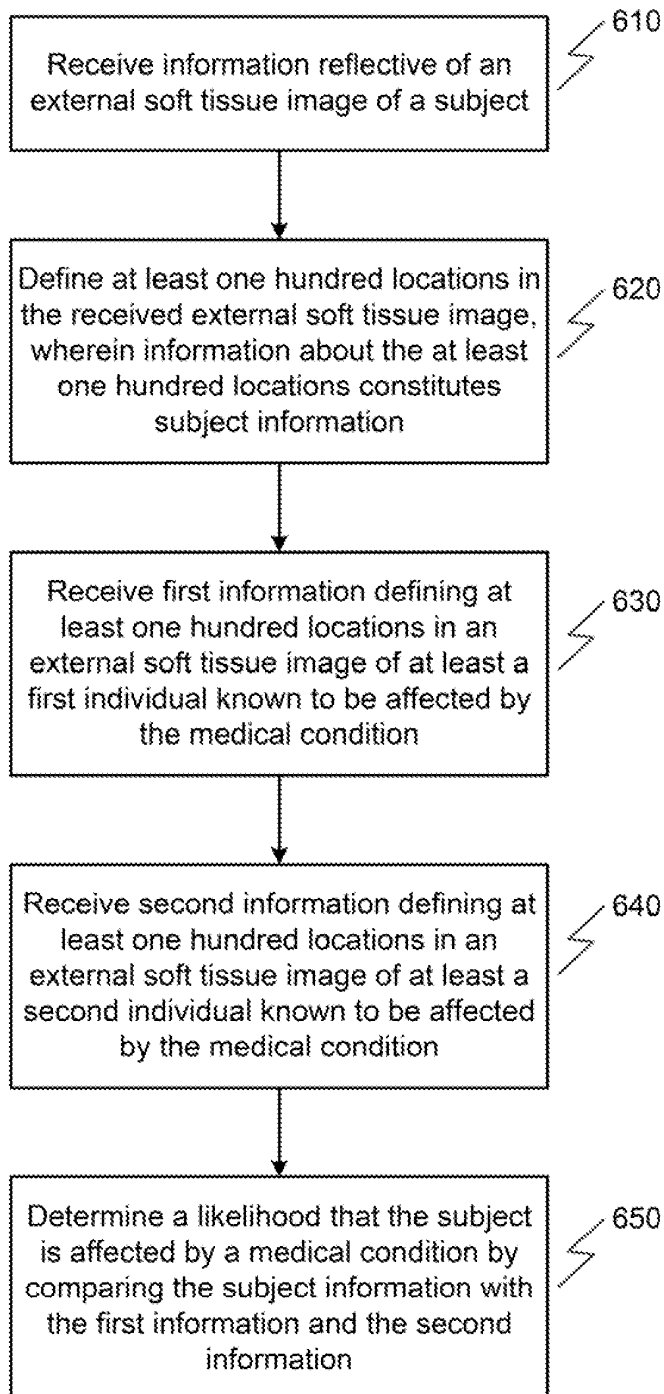 610
Receive information reflective of an
external soft tissue image of a subject
620
Define at least one hundred locations in
the received external soft tissue image,
wherein information about the at least
one hundred locations constitutes
subject information
630
Receive first information defining at
least one hundred locations in an
external soft tissue image of at least a
first individual known to be affected by
the medical condition
640
Receive second information defining at
least one hundred locations in an
external soft tissue image of at least a
second individual known to be affected
by the medical condition
650
Determine a likelihood that the subject
is affected by a medical condition by
comparing the subject information with
the first information and the second
information